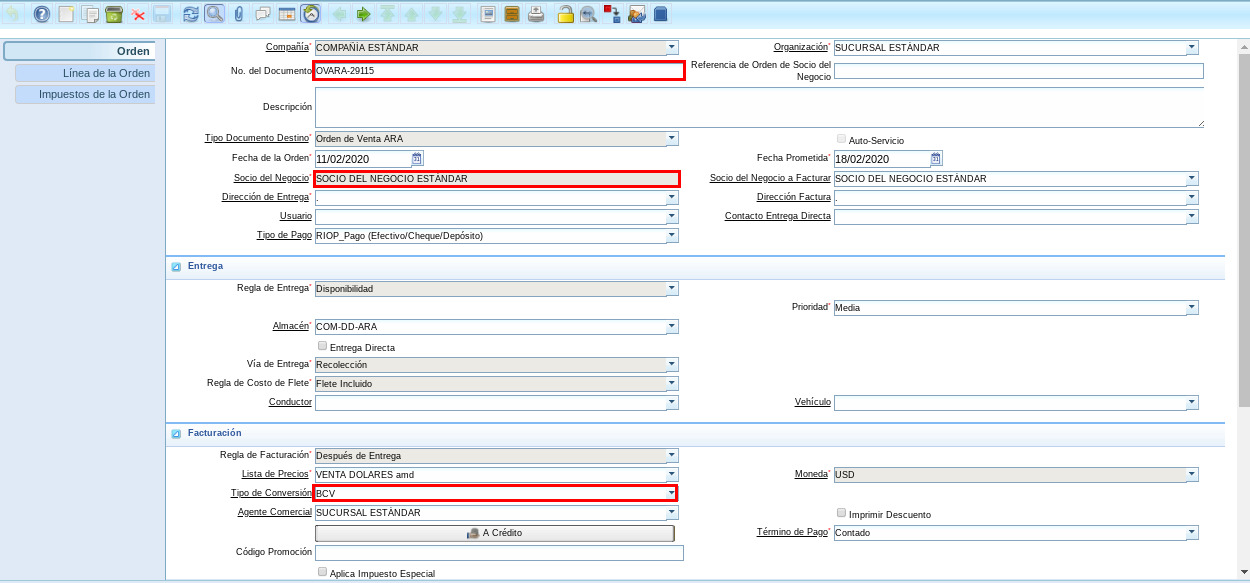 Orden
Línea de la Orden
Impuestos de la Orden
Compañía* COMPAÑÍA ESTÁNDAR Organización* SUCURSAL ESTÁNDAR
No. del Documento OVARA-29115 Referencia de Orden de Socio del
Negocio
Descripción
Tipo Documento Destino* Orden de Venta ARA Auto-Servicio
Fecha de la Orden* 11/02/2020 Fecha Prometida* 18/02/2020
Socio del Negocio* SOCIO DEL NEGOCIO ESTÁNDAR Socio del Negocio a Facturar SOCIO DEL NEGOCIO ESTÁNDAR
Dirección de Entrega* . Dirección Factura .
Usuario Contacto Entrega Directa
Tipo de Pago RIOP_Pago (Efectivo/Cheque/Depósito)
Entrega
Regla de Entrega* Disponibilidad
Prioridad* Media
Almacén* COM-DD-ARA
Entrega Directa
Vía de Entrega* Recolección
Regla de Costo de Flete* Flete Incluido
Conductor Vehículo
Facturación
Regla de Facturación* Después de Entrega
Lista de Precios* VENTA DOLARES amd Moneda* USD
Tipo de Conversión BCV
Agente Comercial SUCURSAL ESTÁNDAR Imprimir Descuento
A Crédito Término de Pago* Contado
Código Promoción
Aplica Impuesto Especial